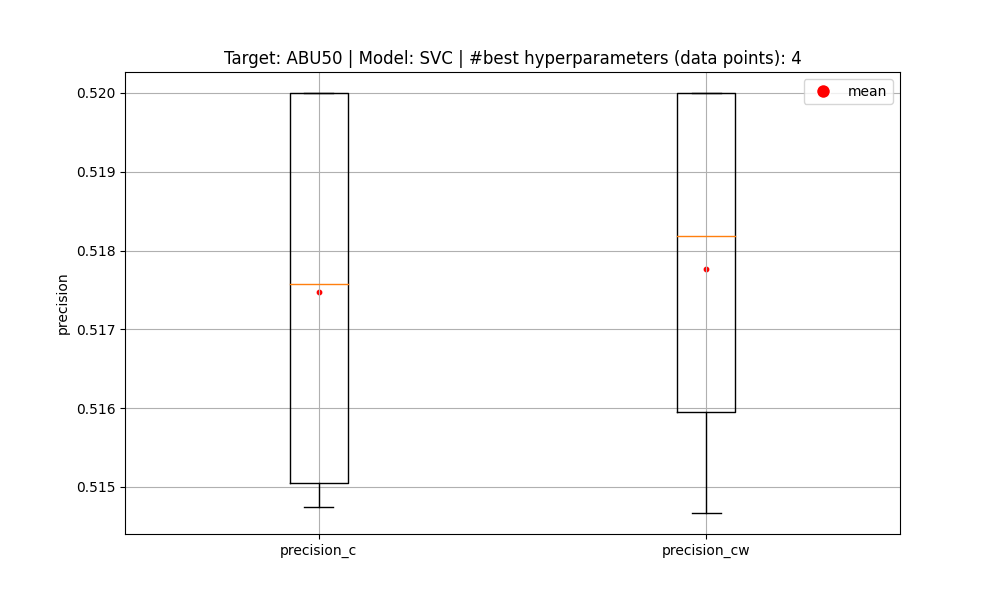 Target: ABU50 | Model: SVC | #best hyperparameters (data points): 4
mean
0.520
0.519
0.518
0.517
0.516
0.515
precision
precision_c
precision_cw